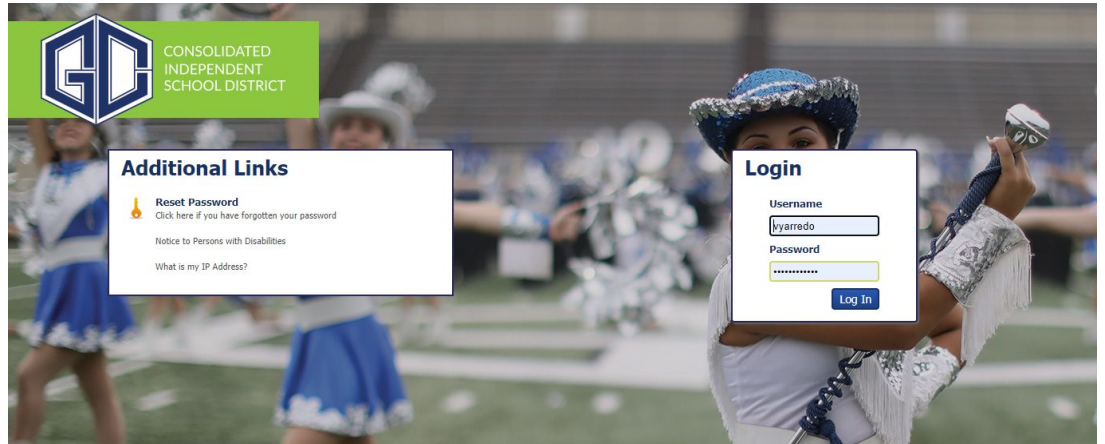 GC
CONSOLIDATED
INDEPENDENT
SCHOOL DISTRICT
Additional Links
Reset Password
Click here if you have forgotten your password
Notice to Persons with Disabilities
What is my IP Address?
Login
Username
vyarredo
Password
••••••••••••
Log In